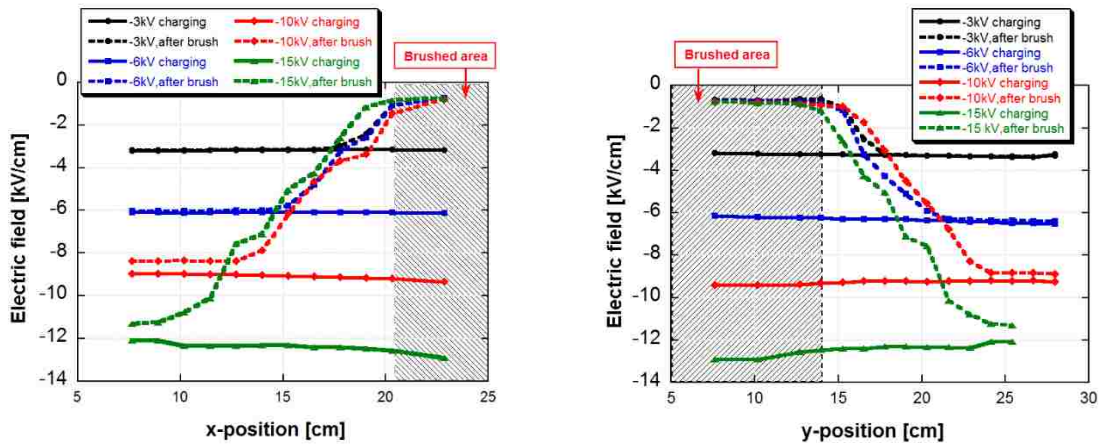 -3kV charging
-3kV,after brush
-6kV charging
-6kV,after brush
-10kV charging
-10kV,after brush
-15kV charging
-15kV,after brush
Brushed area
Electric field [kV/cm]
0
-2
-4
-6
-8
-10
-12
-14
5
10
15
20
25
x-position [cm]
-3kV charging
-3kV,after brush
-6kV charging
-6kV,after brush
-10kV charging
-10kV,after brush
-15kV charging
-15 kV,after brush
Brushed area
Electric field [kV/cm]
0
-2
-4
-6
-8
-10
-12
-14
5
10
15
20
25
30
y-position [cm]